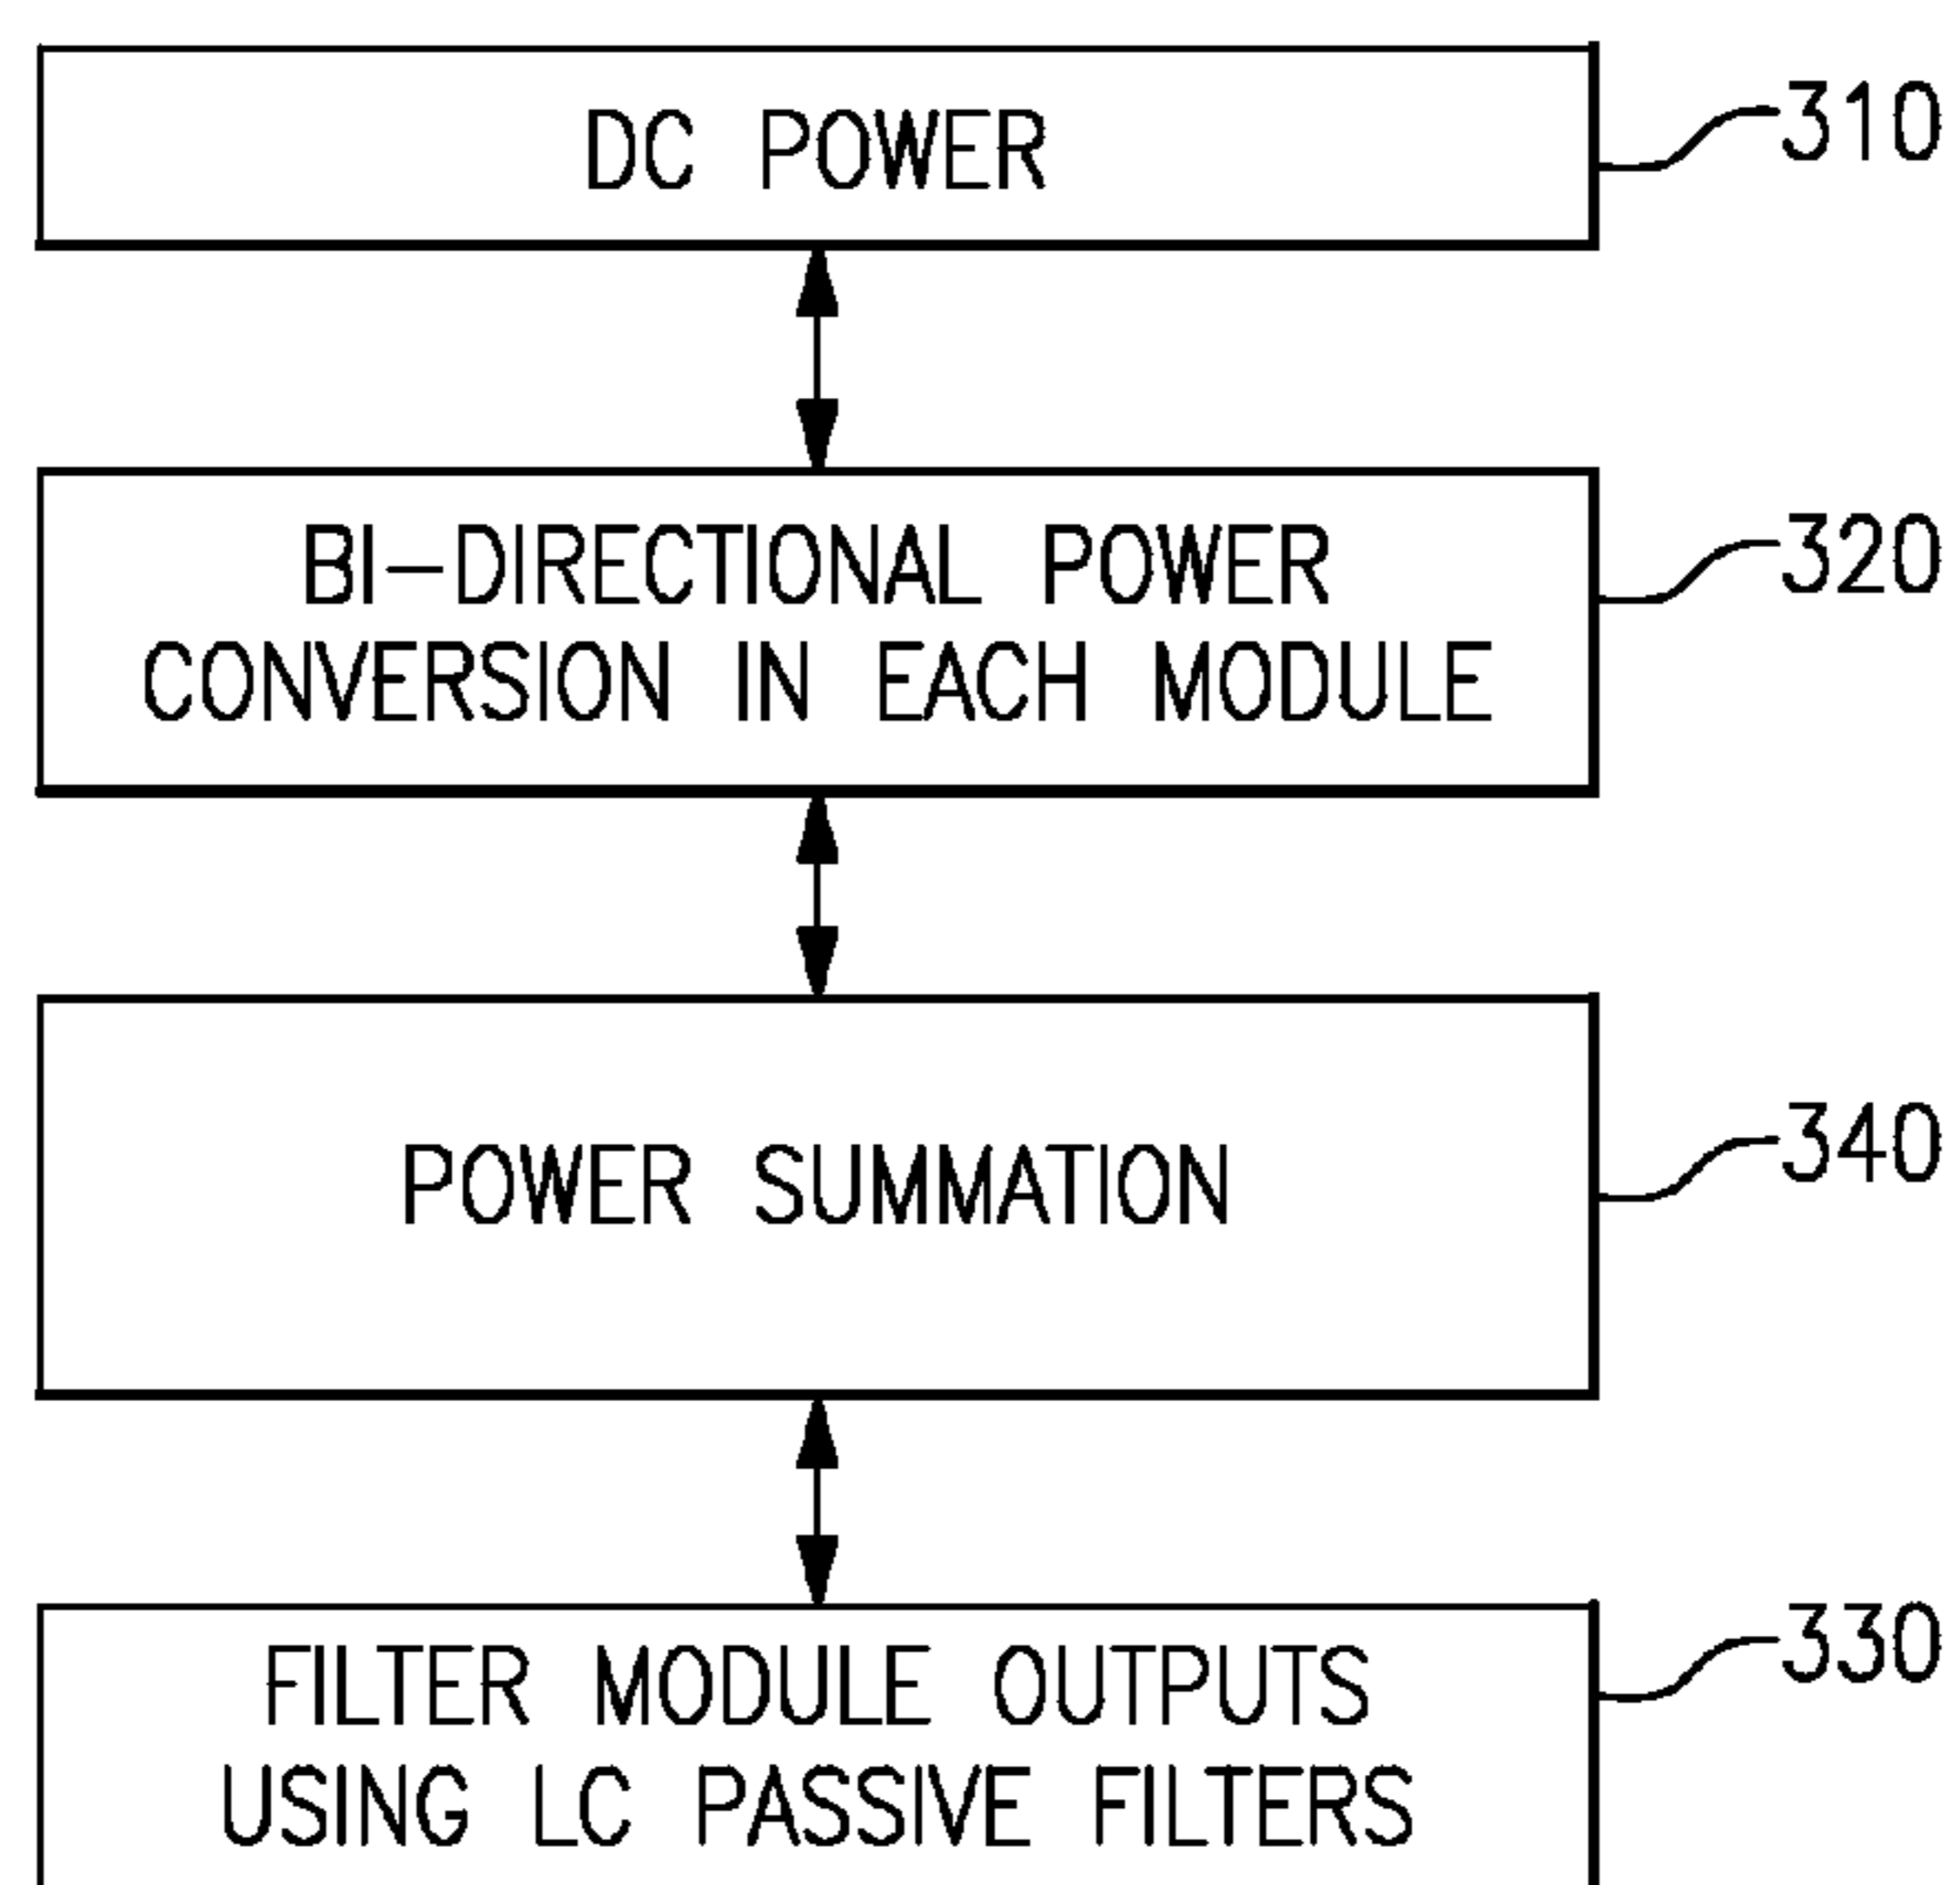 DC POWER
310
BI-DIRECTIONAL POWER
CONVERSION IN EACH MODULE
320
POWER SUMMATION
340
FILTER MODULE OUTPUTS
USING LC PASSIVE FILTERS
330